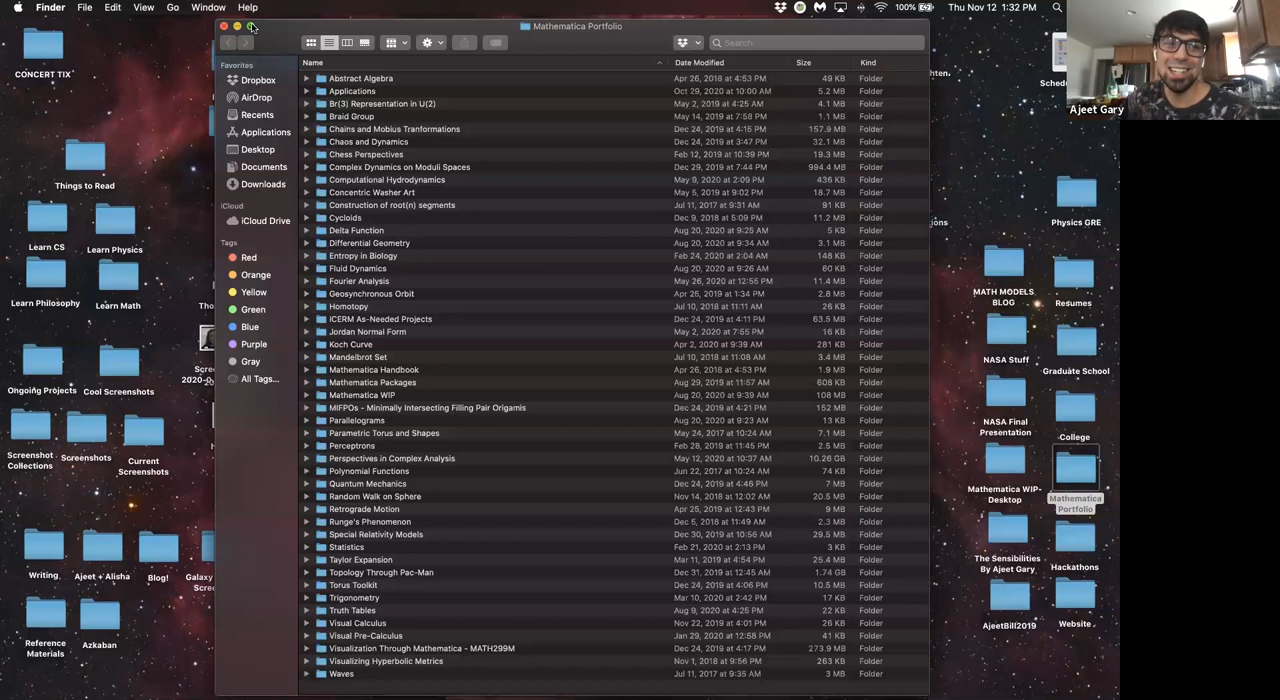 Finder File Edit View Go Window Help
100% Thu Nov 12 1:32 PM
Mathematica Portfolio
Search
Favorites
Dropbox
AirDrop
Recents
Applications
Desktop
Documents
Downloads
iCloud
iCloud Drive
Tags
Red
Orange
Yellow
Green
Blue
Purple
Gray
All Tags...
Name Date Modified Size Kind
Abstract Algebra Apr 26, 2018 at 4:53 PM 49 KB Folder
Applications Oct 29, 2020 at 10:00 AM 5.2 MB Folder
Br(3) Representation in U(2) May 2, 2019 at 4:25 AM 4.1 MB Folder
Braid Group May 14, 2019 at 7:58 PM 1.1 MB Folder
Chains and Mobius Tranformations Dec 24, 2019 at 4:15 PM 157.9 MB Folder
Chaos and Dynamics Dec 24, 2019 at 3:47 PM 32.1 MB Folder
Chess Perspectives Feb 12, 2019 at 10:39 PM 19.3 MB Folder
Complex Dynamics on Moduli Spaces Dec 29, 2019 at 7:44 PM 994.4 MB Folder
Computational Hydrodynamics May 9, 2020 at 2:09 PM 436 KB Folder
Concentric Washer Art May 5, 2019 at 9:02 PM 18.7 MB Folder
Construction of root(n) segments Jul 11, 2017 at 9:31 AM 91 KB Folder
Cycloids Dec 9, 2018 at 5:09 PM 11.2 MB Folder
Delta Function Aug 20, 2020 at 9:25 AM 5 KB Folder
Differential Geometry Aug 20, 2020 at 9:34 AM 3.1 MB Folder
Entropy in Biology Feb 24, 2020 at 2:04 AM 148 KB Folder
Fluid Dynamics Aug 20, 2020 at 9:26 AM 60 KB Folder
Fourier Analysis May 26, 2020 at 12:55 PM 11.4 MB Folder
Geosynchronous Orbit Apr 25, 2019 at 1:34 PM 2.8 MB Folder
Homotopy Jul 10, 2018 at 11:11 AM 26 KB Folder
ICERM As-Needed Projects Dec 24, 2019 at 4:11 PM 63.5 MB Folder
Jordan Normal Form May 2, 2020 at 7:55 PM 16 KB Folder
Koch Curve Apr 2, 2020 at 9:39 AM 281 KB Folder
Mandelbrot Set Jul 10, 2018 at 11:08 AM 3.4 MB Folder
Mathematica Handbook Apr 26, 2018 at 4:53 PM 1.9 MB Folder
Mathematica Packages Aug 29, 2019 at 11:57 AM 608 KB Folder
Mathematica WIP Aug 20, 2020 at 9:39 AM 108 MB Folder
MIFPOs - Minimally Intersecting Filling Pair Origamis Dec 24, 2019 at 4:21 PM 152 MB Folder
Parallelograms Aug 20, 2020 at 9:23 AM 13 KB Folder
Parametric Torus and Shapes May 24, 2017 at 10:24 AM 7.1 MB Folder
Perceptrons Feb 28, 2019 at 11:45 PM 2.5 MB Folder
Perspectives in Complex Analysis May 12, 2020 at 10:37 AM 10.26 GB Folder
Polynomial Functions Jun 22, 2017 at 10:24 AM 74 KB Folder
Quantum Mechanics Dec 24, 2019 at 4:46 PM 7 MB Folder
Random Walk on Sphere Nov 14, 2018 at 12:02 AM 20.5 MB Folder
Retrograde Motion Apr 25, 2019 at 12:43 PM 9 MB Folder
Runge's Phenomenon Dec 5, 2018 at 11:49 AM 2.3 MB Folder
Special Relativity Models Dec 30, 2019 at 10:56 AM 29.5 MB Folder
Statistics Feb 21, 2020 at 2:13 PM 3 KB Folder
Taylor Expansion Mar 11, 2019 at 4:54 PM 25.4 MB Folder
Topology Through Pac-Man Dec 31, 2019 at 12:45 AM 1.74 GB Folder
Torus Toolkit Dec 24, 2019 at 4:06 PM 10.5 MB Folder
Trigonometry Mar 10, 2020 at 2:42 PM 6 KB Folder
Truth Tables Aug 9, 2020 at 4:25 PM 22 KB Folder
Visual Calculus Nov 22, 2019 at 4:01 PM 26 KB Folder
Visual Pre-Calculus Jan 29, 2020 at 12:58 PM 41 KB Folder
Visualization Through Mathematica - MATH299M Dec 24, 2019 at 4:17 PM 273.9 MB Folder
Visualizing Hyperbolic Metrics Nov 1, 2018 at 9:56 PM 263 KB Folder
Waves Jul 11, 2017 at 9:35 AM 3 MB Folder
CONCERT TIX
Things to Read
Learn CS
Learn Physics
Learn Philosophy
Learn Math
Ongoing Projects
Cool Screenshots
Screenshot
Collections
Screenshots
Current
Screenshots
Writing
Ajeet + Alisha
Blog!
Reference
Materials
Azkaban
Ajeet Gary
Physics GRE
MATH MODELS
BLOG
Resumes
NASA Stuff
Graduate School
NASA Final
Presentation
College
Mathematica WIP-
Desktop
Mathematica
Portfolio
The Sensibilities
By Ajeet Gary
Hackathons
AjeetBill2019
Website